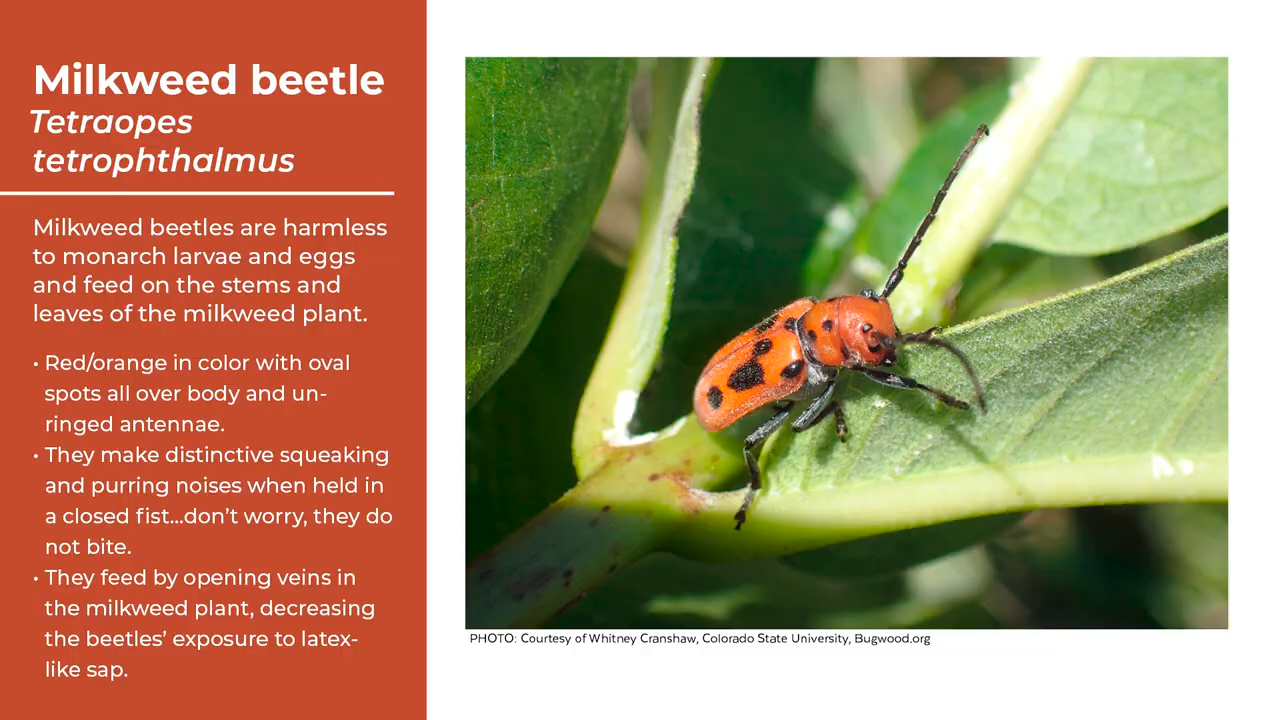 Milkweed beetle
Tetraopes
tetrophthalmus
Milkweed beetles are harmless
to monarch larvae and eggs
and feed on the stems and
leaves of the milkweed plant.
• Red/orange in color with oval
spots all over body and un-
ringed antennae.
• They make distinctive squeaking
and purring noises when held in
a closed fist...don’t worry, they do
not bite.
• They feed by opening veins in
the milkweed plant, decreasing
the beetles’ exposure to latex-
like sap.
PHOTO: Courtesy of Whitney Cranshaw, Colorado State University, Bugwood.org